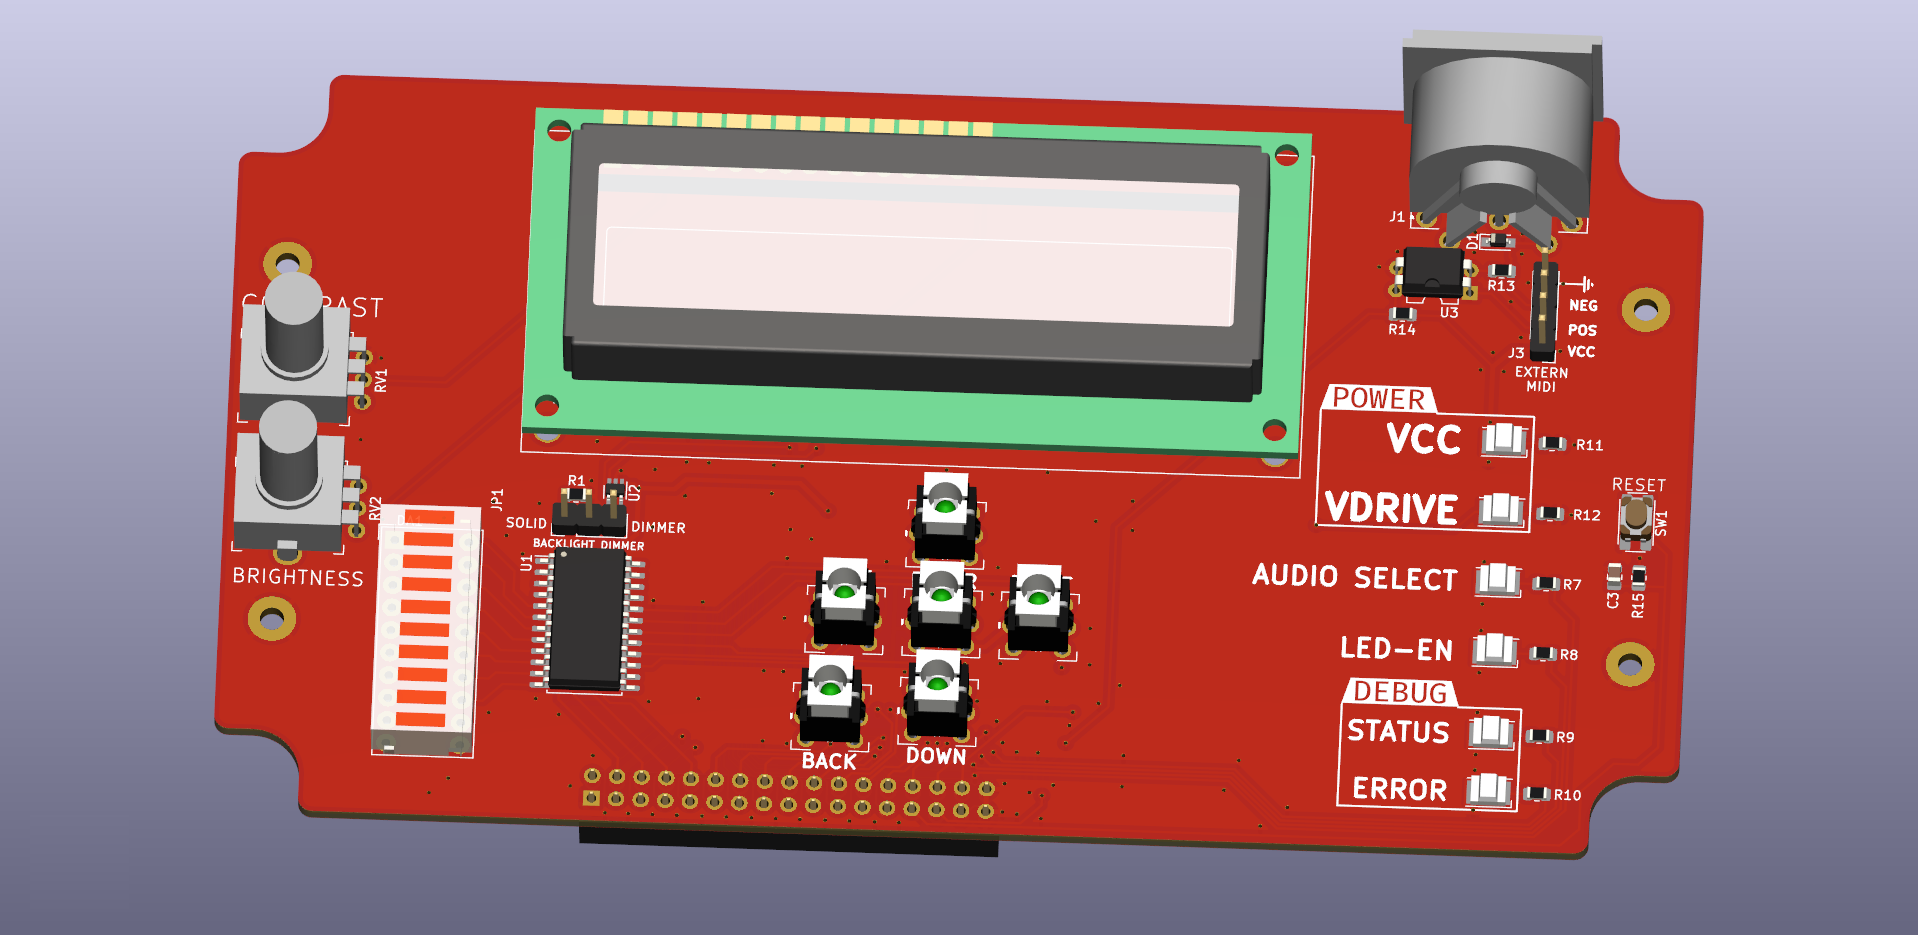 J1
D1
R13
U3
R14
NEG
POS
VCC
J3
EXTERN
MIDI
RV1
POWER
VCC
R11
VDRIVE
R12
RESET
SW1
RV2
JP1
R1
U2
SOLID
DIMMER
BACKLIGHT DIMMER
U1
BRIGHTNESS
AUDIO SELECT
R7
C3
R15
LED-EN
R8
DEBUG
STATUS
R9
ERROR
R10
BACK
DOWN